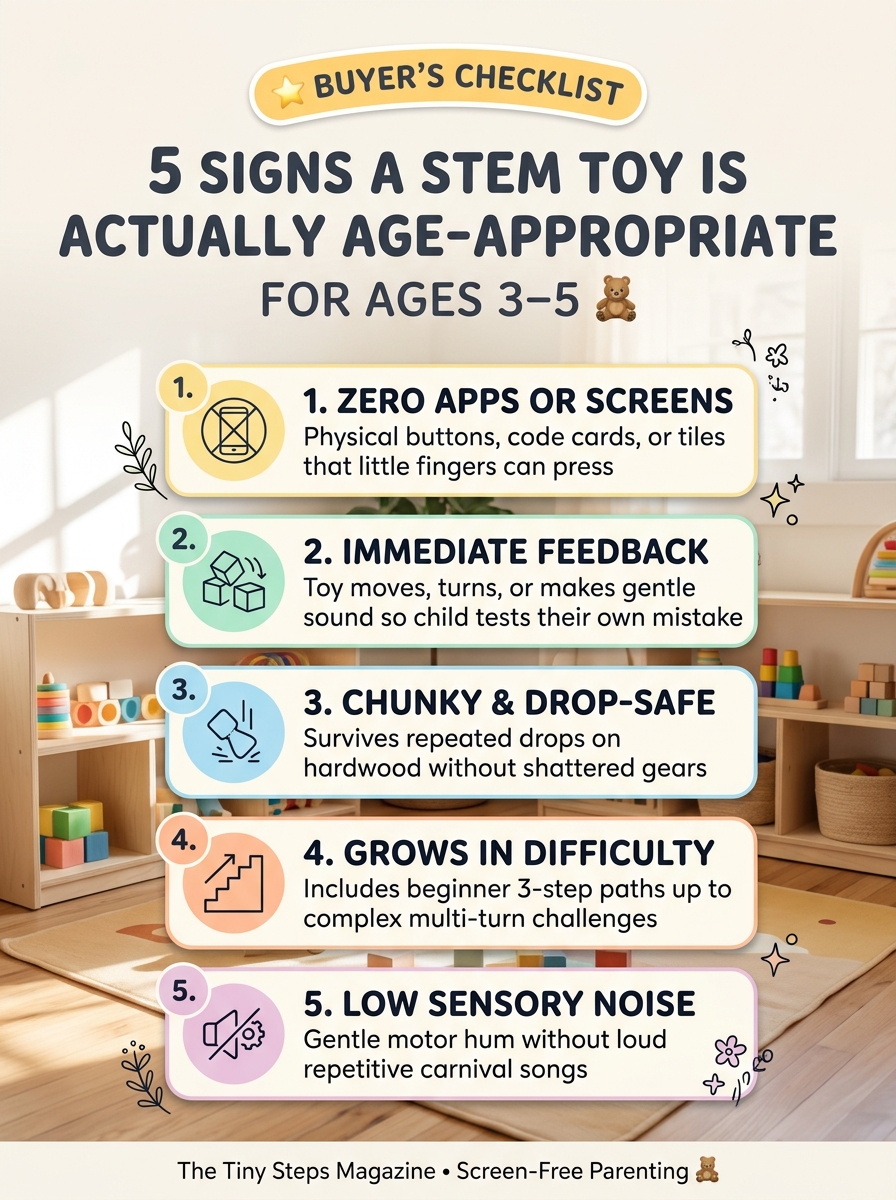 ⭐ BUYER'S CHECKLIST
5 SIGNS A STEM TOY IS
ACTUALLY AGE-APPROPRIATE
FOR AGES 3–5 🧸
1.
1. ZERO APPS OR SCREENS
Physical buttons, code cards, or tiles
that little fingers can press
2.
2. IMMEDIATE FEEDBACK
Toy moves, turns, or makes gentle
sound so child tests their own mistake
3.
3. CHUNKY & DROP-SAFE
Survives repeated drops on
hardwood without shattered gears
4.
4. GROWS IN DIFFICULTY
Includes beginner 3-step paths up to
complex multi-turn challenges
5.
5. LOW SENSORY NOISE
Gentle motor hum without loud
repetitive carnival songs
The Tiny Steps Magazine • Screen-Free Parenting 🧸